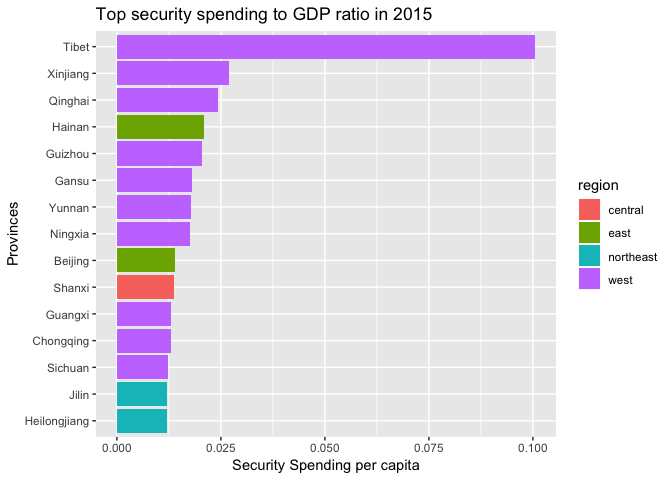 Top security spending to GDP ratio in 2015
Provinces
Tibet
Xinjiang
Qinghai
Hainan
Guizhou
Gansu
Yunnan
Ningxia
Beijing
Shanxi
Guangxi
Chongqing
Sichuan
Jilin
Heilongjiang
0.000 0.025 0.050 0.075 0.100
Security Spending per capita
region
central
east
northeast
west